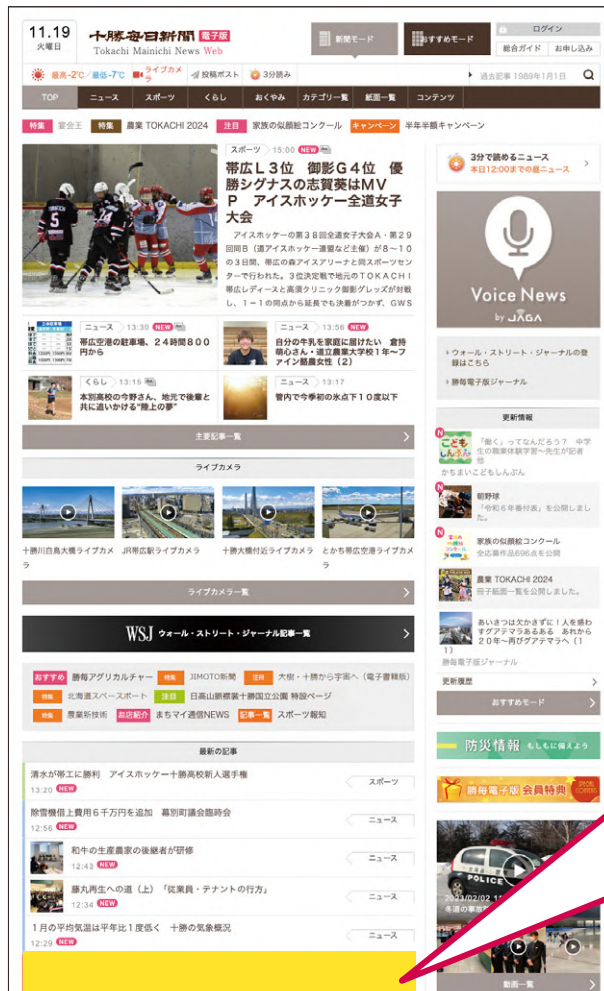 11.19
火曜日
十勝毎日新聞 電子版
Tokachi Mainichi News Web
新聞モード
おすすめモード
ログイン
総合ガイド お申し込み
最高-2℃/最低-7℃
ライブカメラ
投稿ポスト
3分読み
過去記事 1989年1月1日
TOP ニュース スポーツ くらし おくやみ カテゴリ一覧 紙面一覧 コンテンツ
特集 宴会王 特集 農業 TOKACHI 2024 注目 家族の似顔絵コンクール キャンペーン 半年半額キャンペーン
スポーツ 15:00 NEW
帯広L3位 御影G4位 優
勝シグナスの志賀葵はMV
P アイスホッケー全道女子
大会
アイスホッケーの第38回全道女子大会A・第29
回同B(道アイスホッケー連盟など主催)が8~10
の3日間、帯広の森アイスアリーナと同スポーツセン
ターで行われた。3位決定戦で地元のTOKACHI
帯広レディースと高須クリニック御影グレッズが対戦
し、1-1の同点から延長でも決着がつかず、GWS
ニュース 13:30 NEW
帯広空港の駐車場、24時間800
円から
ニュース 13:56 NEW
自分の牛乳を家庭に届けたい 倉持
萌心さん・道立農業大学校1年~フ
ァイン酪農女性(2)
くらし 13:15
本別高校の今野さん、地元で後輩と
共に追いかける"陸上の夢"
ニュース 13:17
管内で今季初の氷点下10度以下
主要記事一覧
ライブカメラ
十勝川白鳥大橋ライブカメ
ラ
JR帯広駅ライブカメラ
十勝大橋付近ライブカメラ
とかち帯広空港ライブカメ
ラ
ライブカメラ一覧
WSJ ウォール・ストリート・ジャーナル記事一覧
おすすめ 勝毎アグリカルチャー 特集 JIMOTO新聞 注目 大樹・十勝から宇宙へ(電子書籍版)
特集 北海道スペースポート 注目 日高山脈襟裳十勝国立公園 特設ページ
特集 農業新技術 お店紹介 まちマイ通信NEWS 記事一覧 スポーツ報知
最新の記事
清水が帯工に勝利 アイスホッケー十勝高校新人選手権
13:20 NEW
スポーツ
除雪機借上費用6千万円を追加 幕別町議会臨時会
12:56 NEW
ニュース
和牛の生産農家の後継者が研修
12:43 NEW
ニュース
藤丸再生への道(上)「従業員・テナントの行方」
12:34 NEW
ニュース
1月の平均気温は平年比1度低く 十勝の気象概況
12:29 NEW
ニュース
3分で読めるニュース
本日12:00までの昼ニュース
Voice News
by JAGA
ウォール・ストリート・ジャーナルの登
録はこちら
勝毎電子版ジャーナル
更新情報
N
こども
しんぶん
「働く」ってなんだろう? 中学
生の職業体験学習~先生が記者
他
かちまいこどもしんぶん
N
朝野球
「令和6年番付表」を公開しまし
た。
N
家族の似顔絵コンクール
全応募作品696点を公開
農業 TOKACHI 2024
冊子紙面一覧を公開しました。
あいさつは欠かさずに!人を感わ
すグアテマラあるある あれから
20年~再びグアテマラへ(1
1)
勝毎電子版ジャーナル
更新履歴
おすすめモード
防災情報 もしもに備えよう
勝毎電子版 会員特典
POLICE
2023/02/02
動画一覧